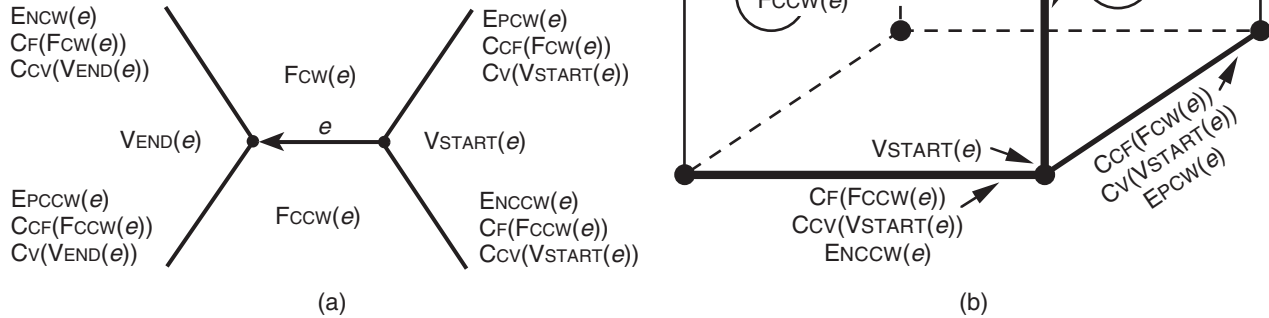 ENCW(e)
CF(FCW(e))
CCV(VEND(e))
EPCW(e)
CCF(FCW(e))
CV(VSTART(e))
FCW(e)
VEND(e)
e
VSTART(e)
EPCCW(e)
CCF(FCCW(e))
CV(VEND(e))
FCCW(e)
ENCCW(e)
CF(FCCW(e))
CCV(VSTART(e))
(a)
FCCW(e)
VSTART(e)
CF(FCCW(e))
CCV(VSTART(e))
ENCCW(e)
CCF(FCW(e))
CV(VSTART(e))
EPCW(e)
(b)